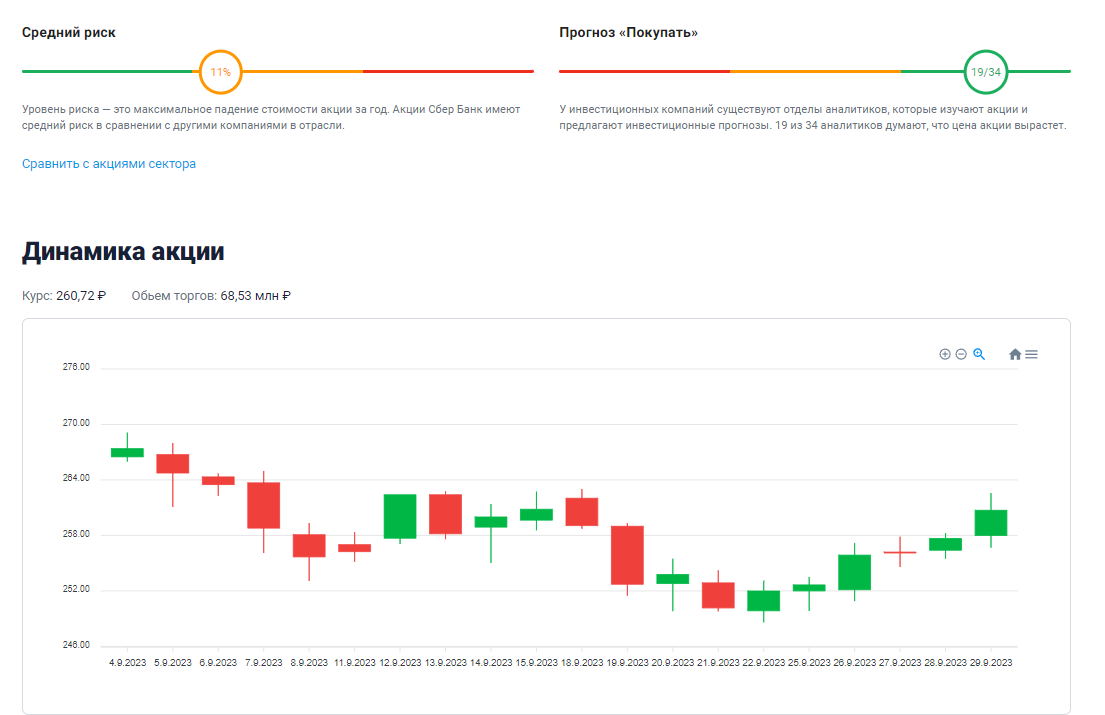 Средний риск
11%
Уровень риска — это максимальное падение стоимости акции за год. Акции Сбер Банк имеют
средний риск в сравнении с другими компаниями в отрасли.
Сравнить с акциями сектора
Прогноз «Покупать»
19/34
У инвестиционных компаний существуют отделы аналитиков, которые изучают акции и
предлагают инвестиционные прогнозы. 19 из 34 аналитиков думают, что цена акции вырастет.
Динамика акции
Курс: 260,72 ₽ Обьем торгов: 68,53 млн ₽
276.00
270.00
264.00
258.00
252.00
246.00
4.9.2023 5.9.2023 6.9.2023 7.9.2023 8.9.2023 11.9.2023 12.9.2023 13.9.2023 14.9.2023 15.9.2023 18.9.2023 19.9.2023 20.9.2023 21.9.2023 22.9.2023 25.9.2023 26.9.2023 27.9.2023 28.9.2023 29.9.2023